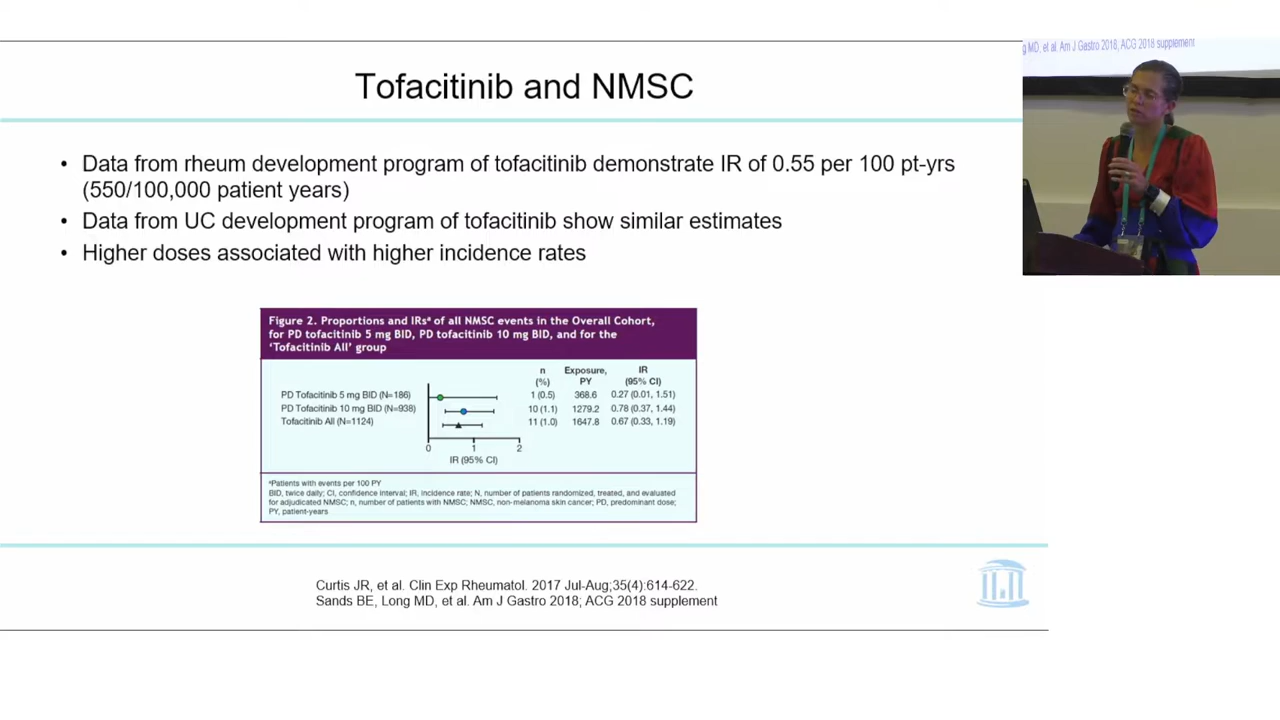 Tofacitinib and NMSC
• Data from rheum development program of tofacitinib demonstrate IR of 0.55 per 100 pt-yrs
(550/100,000 patient years)
• Data from UC development program of tofacitinib show similar estimates
• Higher doses associated with higher incidence rates
Figure 2. Proportions and IRsᵃ of all NMSC events in the Overall Cohort,
for PD tofacitinib 5 mg BID, PD tofacitinib 10 mg BID, and for the
‘Tofacitinib All’ group
n Exposure, IR
(%) PY (95% CI)
PD Tofacitinib 5 mg BID (N=186) 1 (0.5) 368.6 0.27 (0.01, 1.51)
PD Tofacitinib 10 mg BID (N=938) 10 (1.1) 1279.2 0.78 (0.37, 1.44)
Tofacitinib All (N=1124) 11 (1.0) 1647.8 0.67 (0.33, 1.19)
0 1 2
IR (95% CI)
ᵃPatients with events per 100 PY
BID, twice daily; CI, confidence interval; IR, incidence rate; N, number of patients randomized, treated, and evaluated
for adjudicated NMSC; n, number of patients with NMSC; NMSC, non-melanoma skin cancer; PD, predominant dose;
PY, patient-years
Curtis JR, et al. Clin Exp Rheumatol. 2017 Jul-Aug;35(4):614-622.
Sands BE, Long MD, et al. Am J Gastro 2018; ACG 2018 supplement
MD, et al. Am J Gastro 2018, ACG 2018 supplement